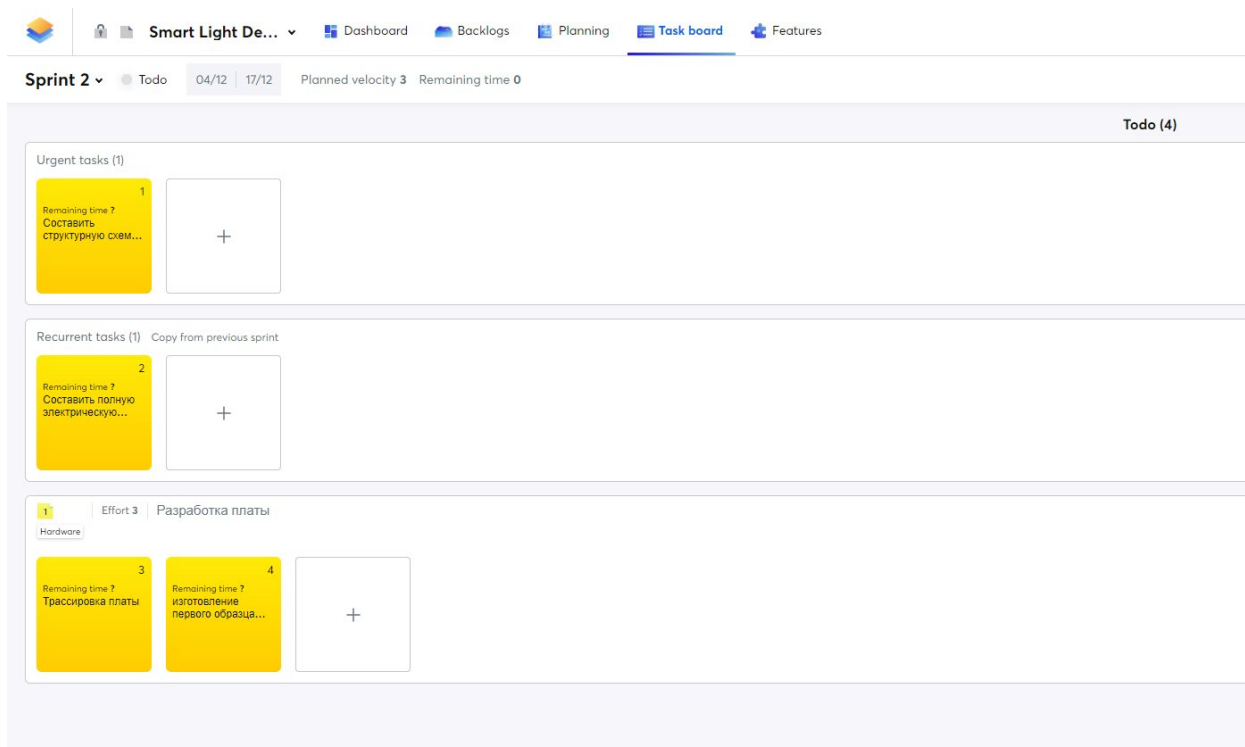 Smart Light De... Dashboard Backlogs Planning Task board Features
Sprint 2 Todo 04/12 17/12 Planned velocity 3 Remaining time 0
Todo (4)
Urgent tasks (1)
1
Remaining time ?
Составить
структурную схем...
+
Recurrent tasks (1) Copy from previous sprint
2
Remaining time ?
Составить полную
электрическую...
+
1 Effort 3 Разработка платы
Hardware
3
Remaining time ?
Трассировка платы
4
Remaining time ?
изготовление
первого образца...
+